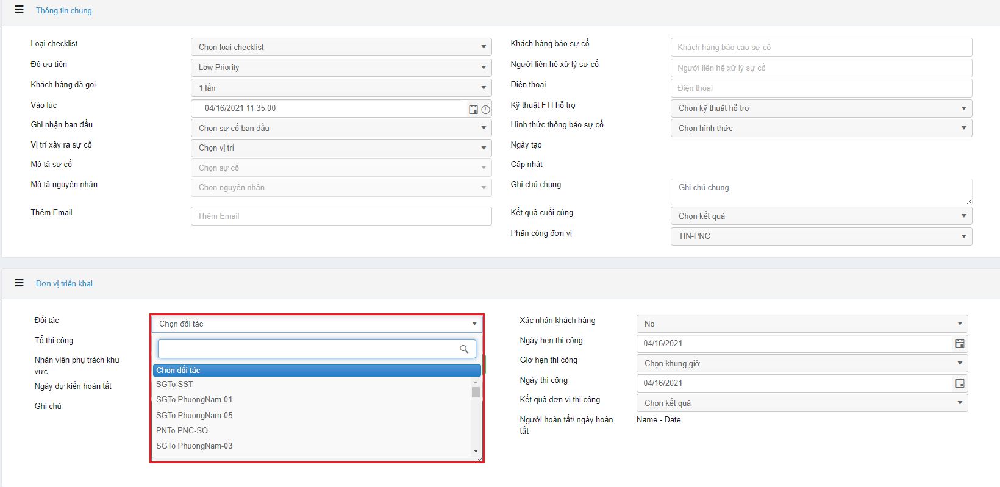 Thông tin chung
Loại checklist
Chọn loại checklist
Độ ưu tiên
Low Priority
Khách hàng đã gọi
1 lần
Vào lúc
04/16/2021 11:35:00
Ghi nhận ban đầu
Chọn sự cố ban đầu
Vị trí xảy ra sự cố
Chọn vị trí
Mô tả sự cố
Chọn sự cố
Mô tả nguyên nhân
Chọn nguyên nhân
Thêm Email
Thêm Email
Khách hàng báo sự cố
Khách hàng báo cáo sự cố
Người liên hệ xử lý sự cố
Người liên hệ xử lý sự cố
Điện thoại
Điện thoại
Kỹ thuật FTI hỗ trợ
Chọn kỹ thuật hỗ trợ
Hình thức thông báo sự cố
Chọn hình thức
Ngày tạo
Cập nhật
Ghi chú chung
Ghi chú chung
Kết quả cuối cùng
Chọn kết quả
Phân công đơn vị
TIN-PNC
Đơn vị triển khai
Đối tác
Chọn đối tác
Tổ thi công
Nhân viên phụ trách khu
vực
Ngày dự kiến hoàn tất
Ghi chú
Chọn đối tác
SGTo SST
SGTo PhuongNam-01
SGTo PhuongNam-05
PNTo PNC-SO
SGTo PhuongNam-03
Xác nhận khách hàng
No
Ngày hẹn thi công
04/16/2021
Giờ hẹn thi công
Chọn khung giờ
Ngày thi công
04/16/2021
Kết quả đơn vị thi công
Chọn kết quả
Người hoàn tất/ ngày hoàn
tất
Name - Date